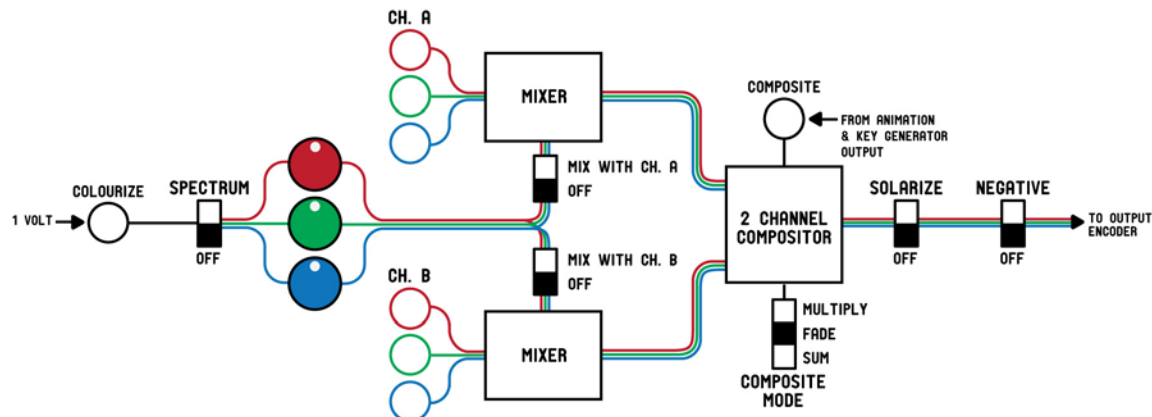 CH. A
MIXER
COMPOSITE
FROM ANIMATION
& KEY GENERATOR
OUTPUT
MIX WITH CH. A
OFF
COLOURIZE
SPECTRUM
1 VOLT
OFF
2 CHANNEL
COMPOSITOR
SOLARIZE
OFF
NEGATIVE
OFF
TO OUTPUT
ENCODER
MIX WITH CH. B
OFF
CH. B
MIXER
MULTIPLY
FADE
SUM
COMPOSITE
MODE